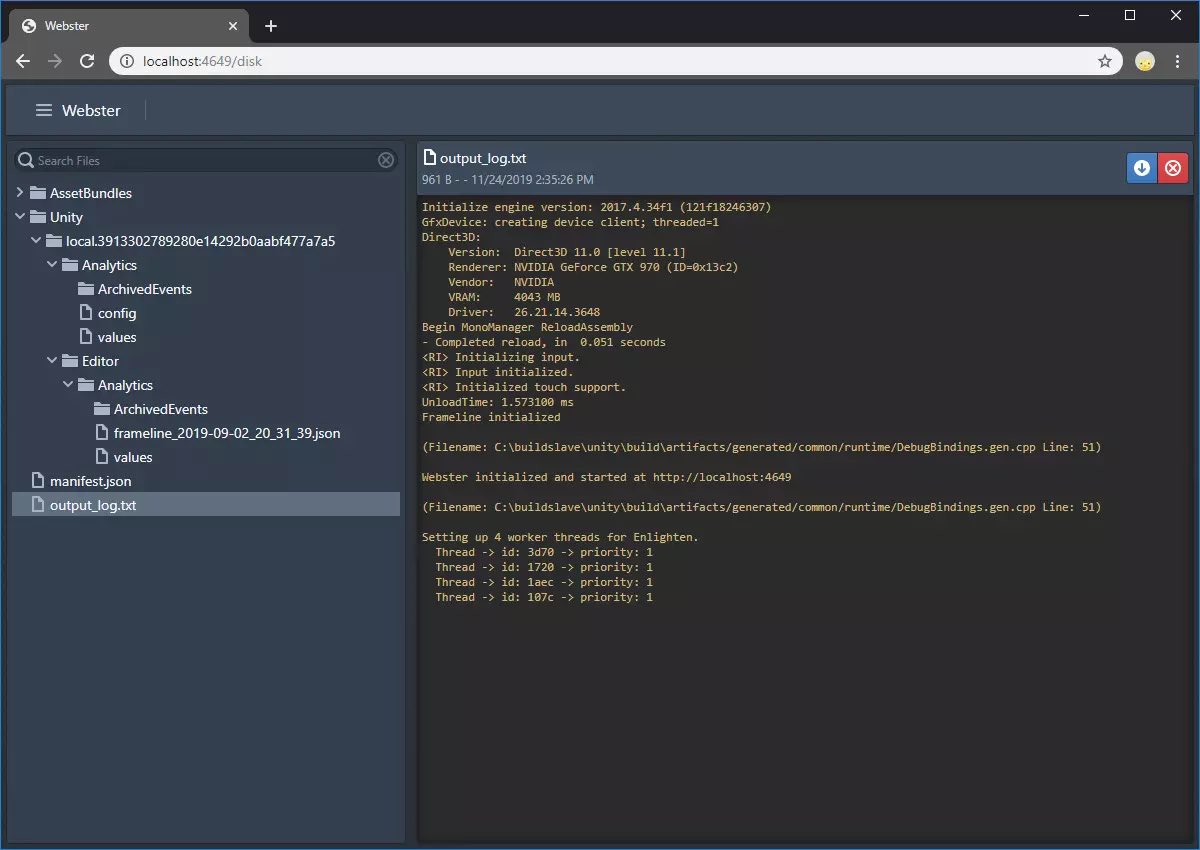 Webster
localhost:4649/disk
Webster
Search Files
AssetBundles
Unity
local.3913302789280e14292b0aabf477a7a5
Analytics
ArchivedEvents
config
values
Editor
Analytics
ArchivedEvents
frameline_2019-09-02_20_31_39.json
values
manifest.json
output_log.txt
output_log.txt
961 B - - 11/24/2019 2:35:26 PM
Initialize engine version: 2017.4.34f1 (121f18246307)
GfxDevice: creating device client; threaded=1
Direct3D:
    Version:  Direct3D 11.0 [level 11.1]
    Renderer: NVIDIA GeForce GTX 970 (ID=0x13c2)
    Vendor:   NVIDIA
    VRAM:     4043 MB
    Driver:   26.21.14.3648
Begin MonoManager ReloadAssembly
- Completed reload, in  0.051 seconds
<RI> Initializing input.
<RI> Input initialized.
<RI> Initialized touch support.
UnloadTime: 1.573100 ms
Frameline initialized
(Filename: C:\buildslave\unity\build\artifacts/generated/common/runtime/DebugBindings.gen.cpp Line: 51)
Webster initialized and started at http://localhost:4649
(Filename: C:\buildslave\unity\build\artifacts/generated/common/runtime/DebugBindings.gen.cpp Line: 51)
Setting up 4 worker threads for Enlighten.
  Thread -> id: 3d70 -> priority: 1
  Thread -> id: 1720 -> priority: 1
  Thread -> id: 1aec -> priority: 1
  Thread -> id: 107c -> priority: 1